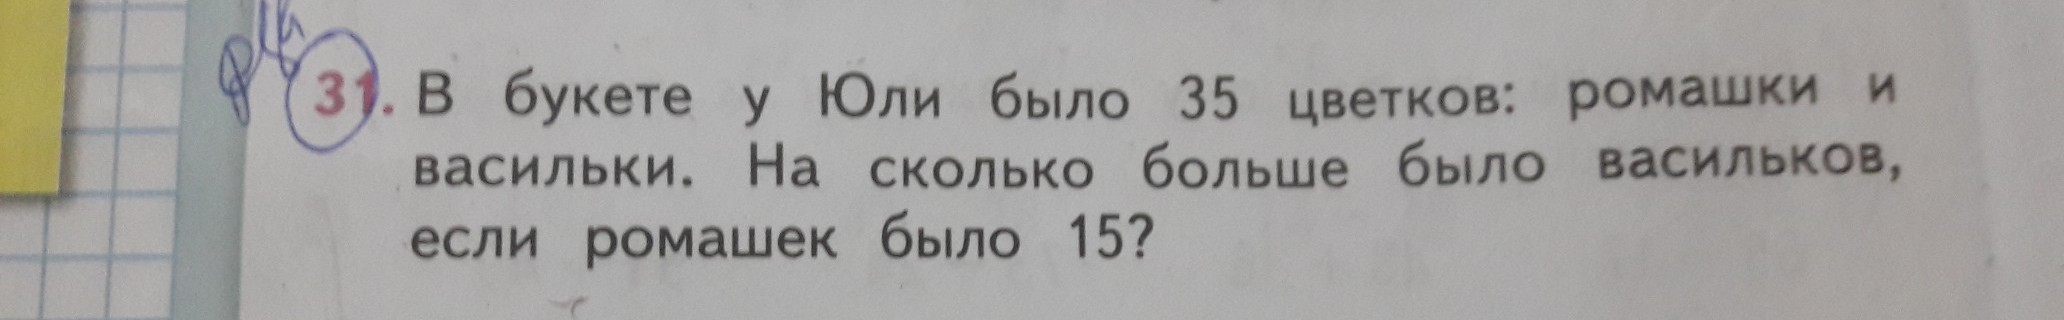 31. В букете у Юли было 35 цветков: ромашки и
васильки. На сколько больше было васильков,
если ромашек было 15?